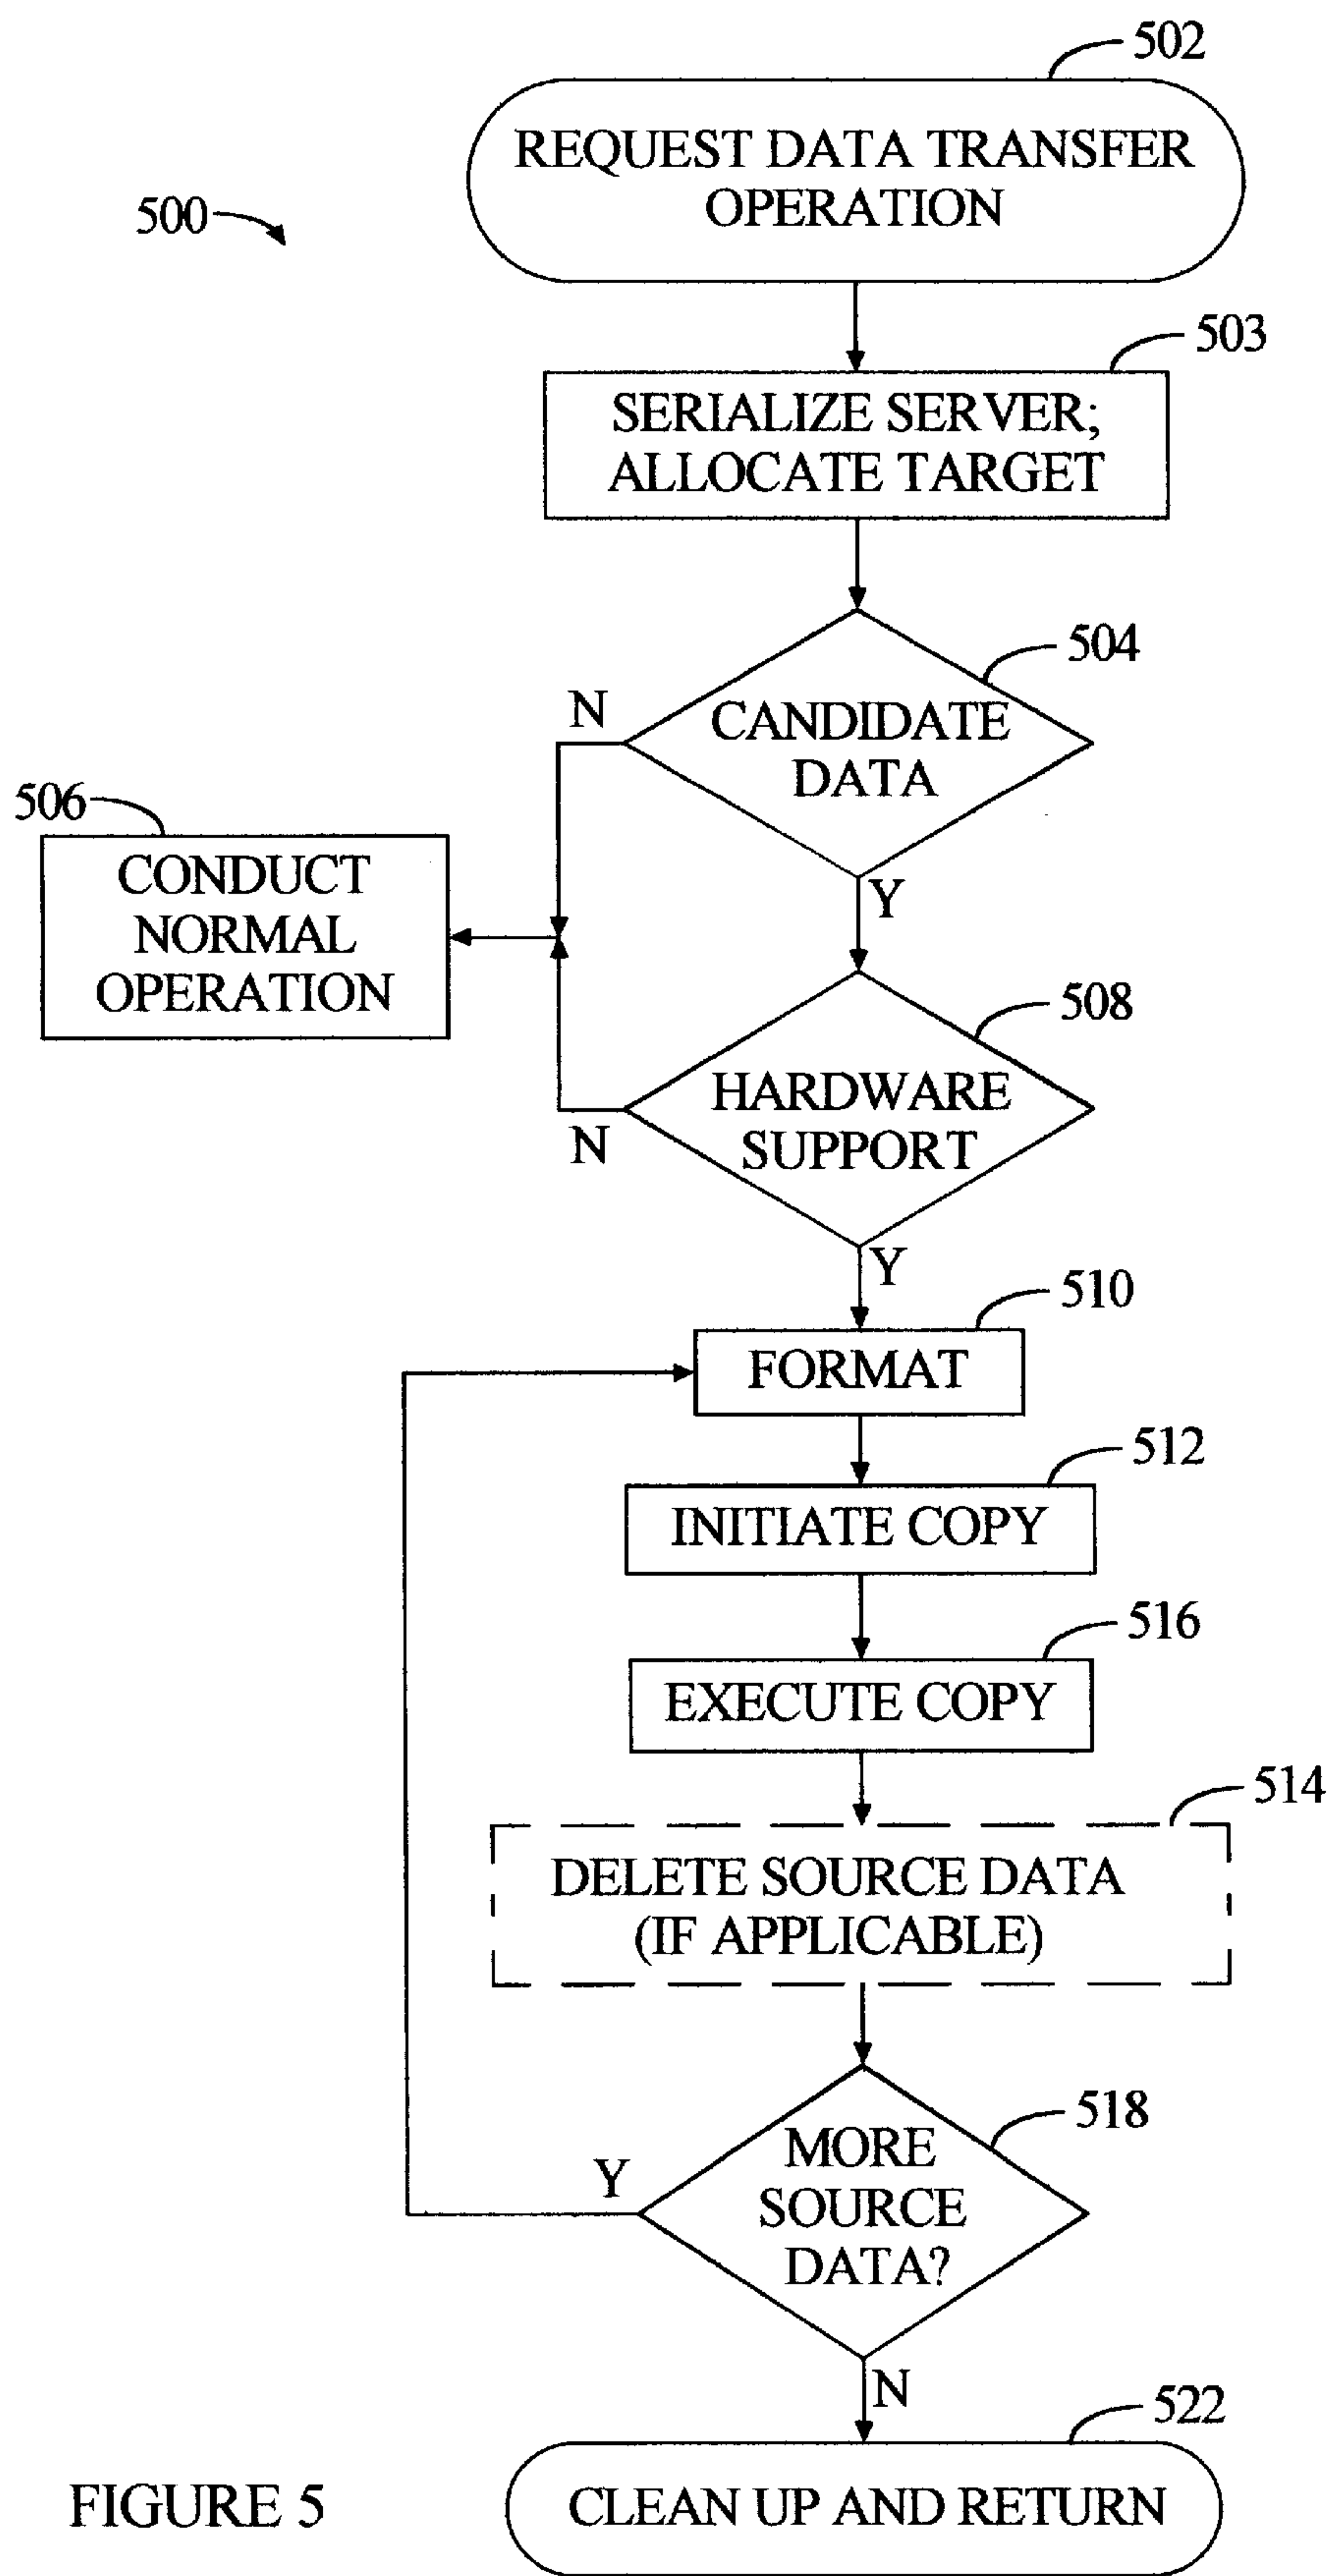 502
REQUEST DATA TRANSFER
OPERATION
500
503
SERIALIZE SERVER;
ALLOCATE TARGET
504
N
CANDIDATE
DATA
506
Y
CONDUCT
NORMAL
OPERATION
508
HARDWARE
SUPPORT
N
Y
510
FORMAT
512
INITIATE COPY
516
EXECUTE COPY
514
DELETE SOURCE DATA
(IF APPLICABLE)
518
MORE
SOURCE
DATA?
Y
N
522
CLEAN UP AND RETURN
FIGURE 5